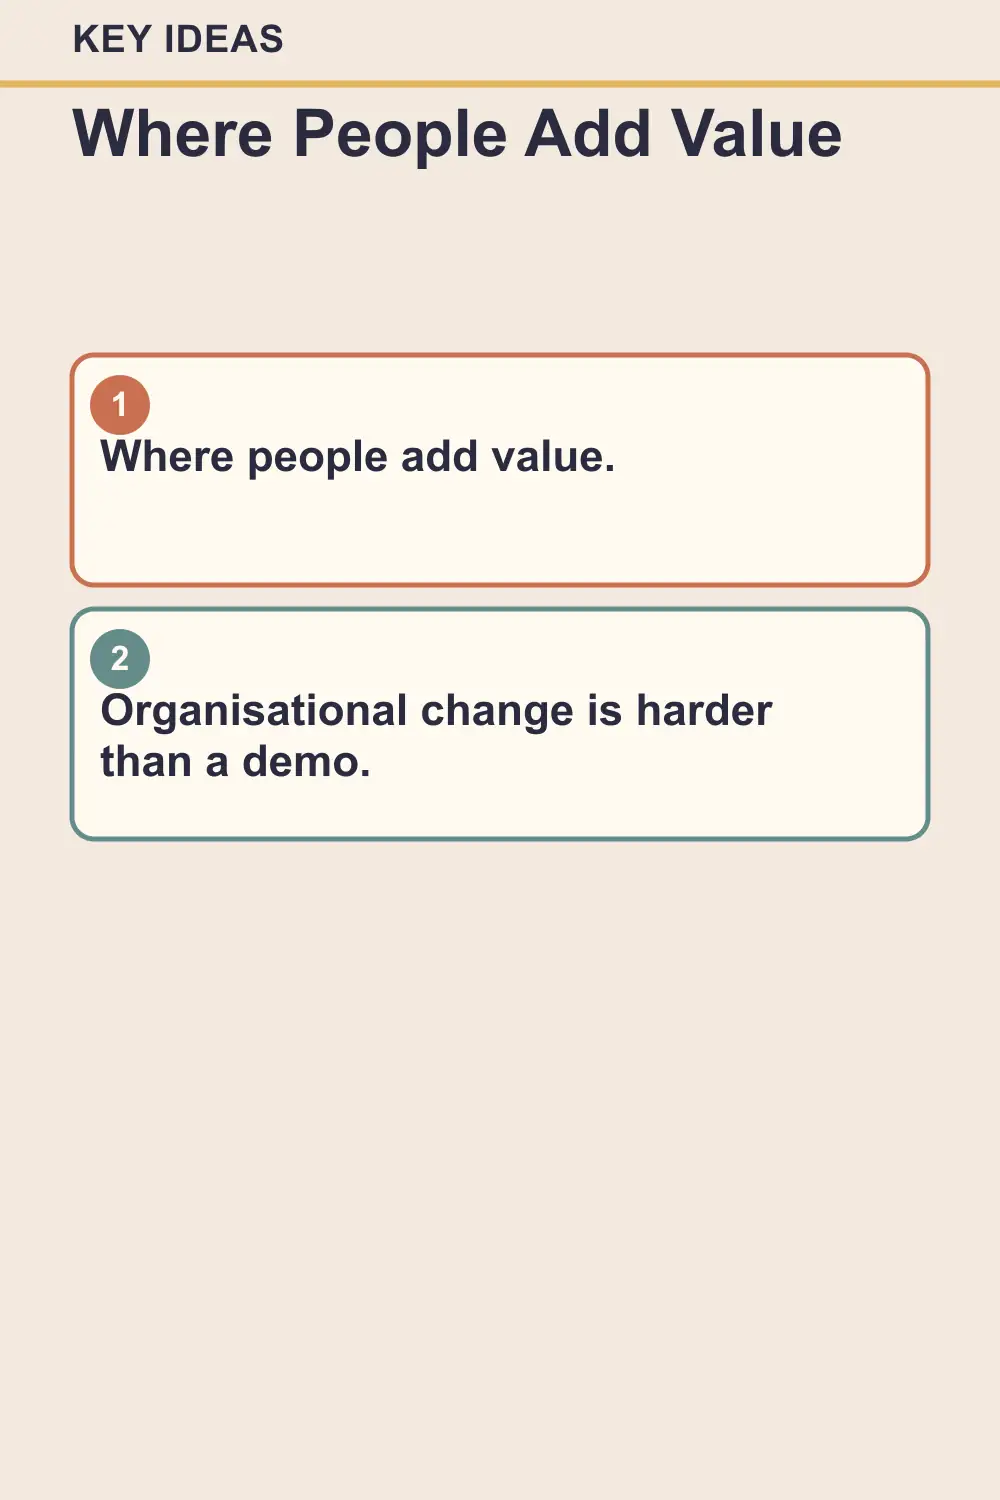 KEY IDEAS
Where People Add Value
1
Where people add value.
2
Organisational change is harder
than a demo.